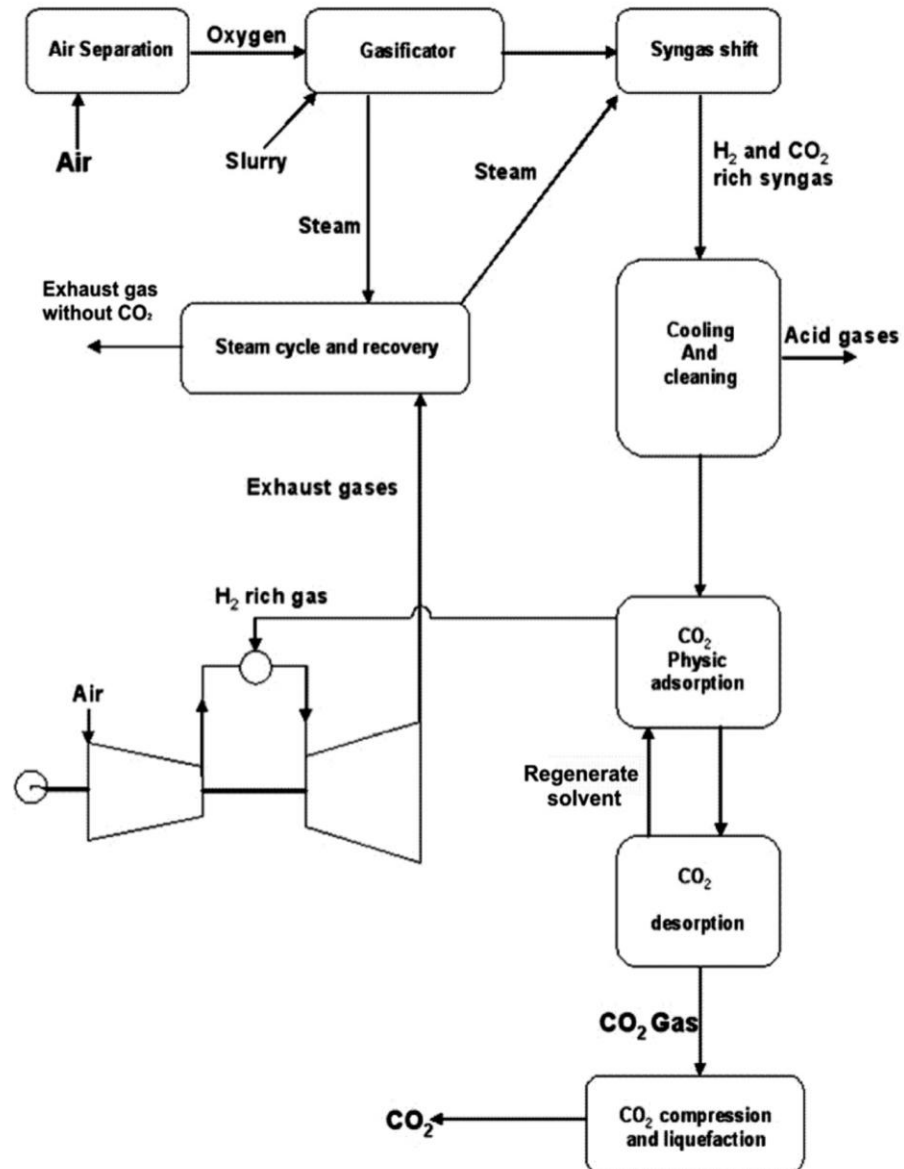 Air Separation
Oxygen
Gasificator
Syngas shift
Air
Slurry
Steam
Steam
H₂ and CO₂
rich syngas
Exhaust gas
without CO₂
Steam cycle and recovery
Cooling
And
cleaning
Acid gases
Exhaust gases
H₂ rich gas
CO₂
Physic
adsorption
Air
Regenerate
solvent
CO₂
desorption
CO₂ Gas
CO₂ compression
and liquefaction
CO₂